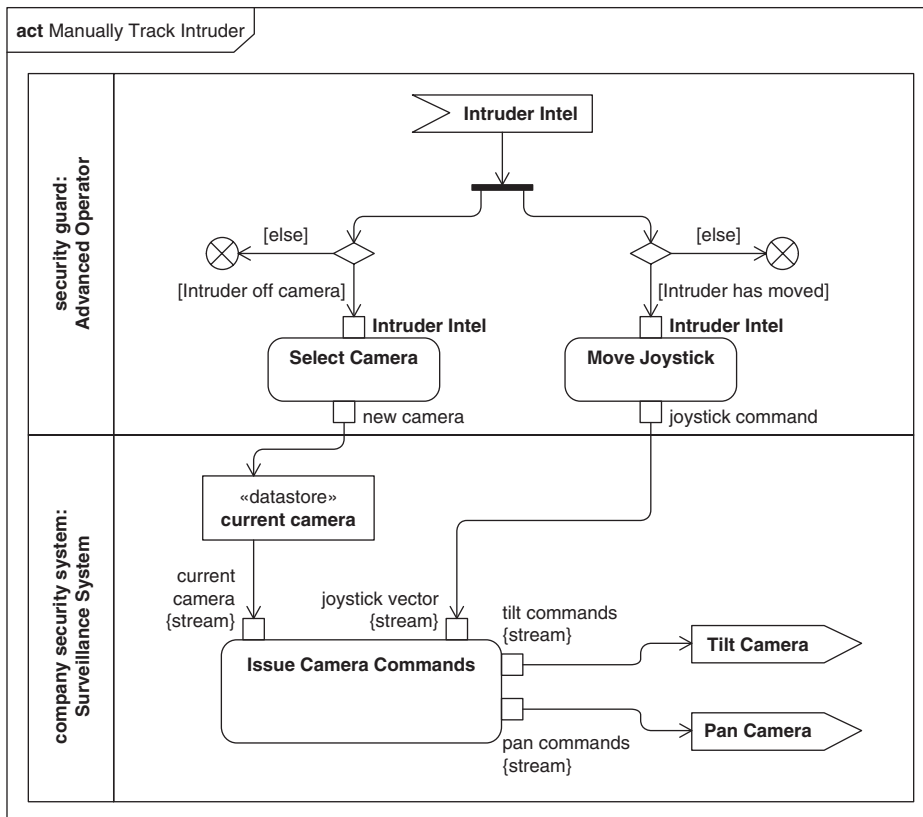 act Manually Track Intruder
security guard:
Advanced Operator
Intruder Intel
[else]
[else]
[Intruder off camera]
[Intruder has moved]
Intruder Intel
Intruder Intel
Select Camera
Move Joystick
new camera
joystick command
company security system:
Surveillance System
«datastore»
current camera
current
camera
{stream}
joystick vector
{stream}
tilt commands
{stream}
Issue Camera Commands
Tilt Camera
Pan Camera
pan commands
{stream}